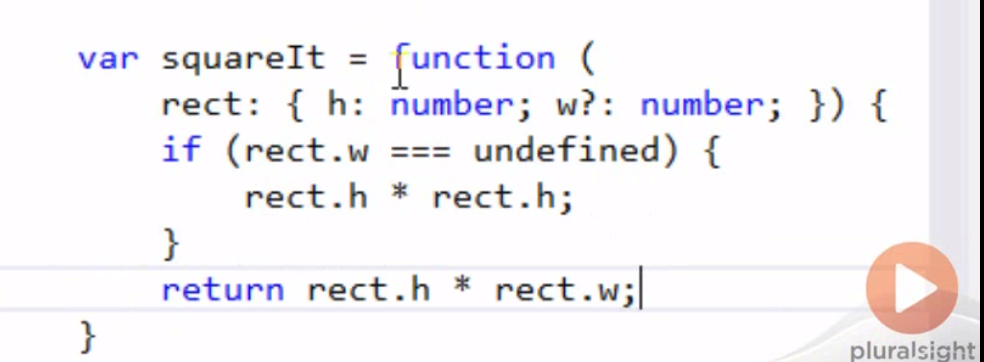 var squareIt = function (
rect: { h: number; w?: number; }) {
if (rect.w === undefined) {
rect.h * rect.h;
}
return rect.h * rect.w;
}
pluralsight